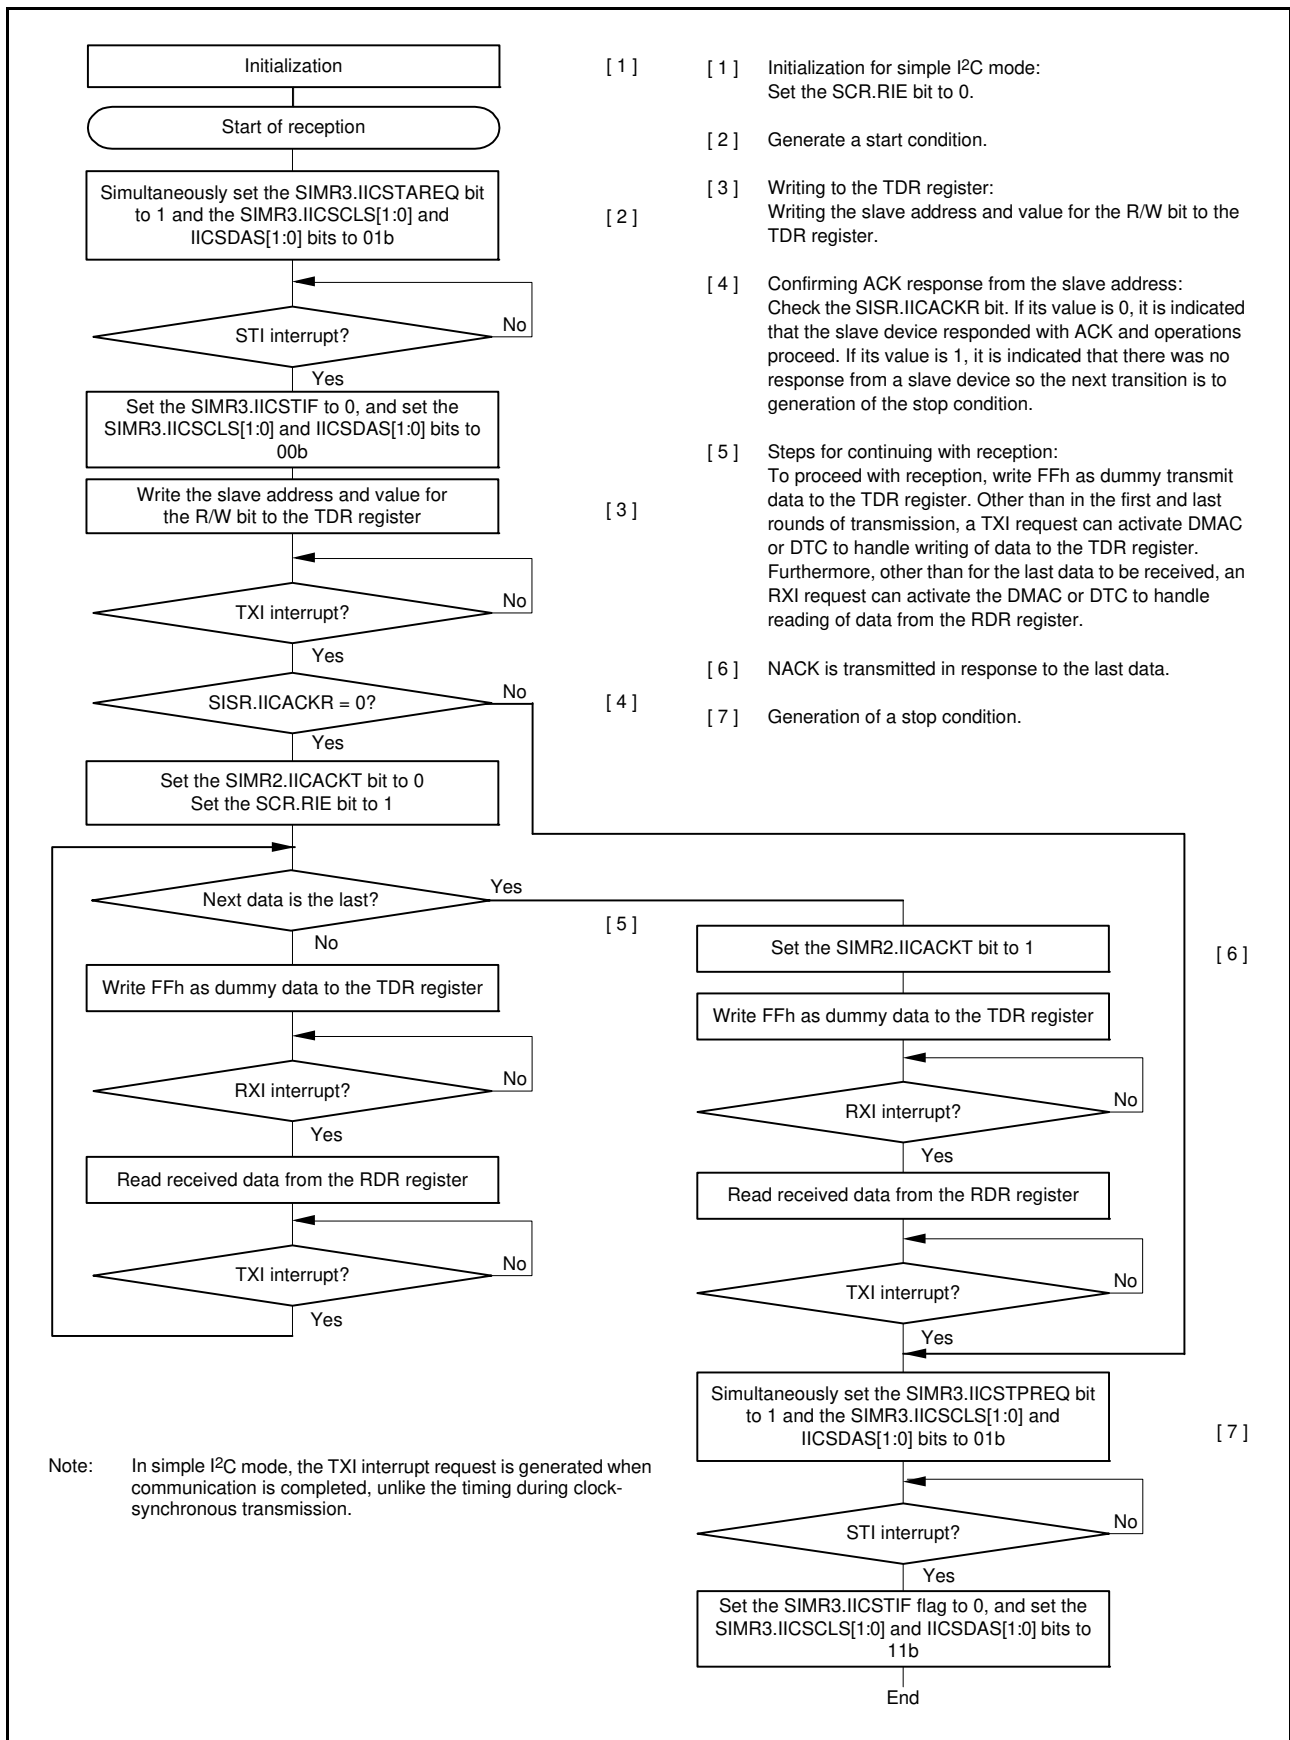 Initialization
[ 1 ]
Start of reception
Simultaneously set the SIMR3.IICSTAREQ bit
to 1 and the SIMR3.IICSCLS[1:0] and
IICSDAS[1:0] bits to 01b
[ 2 ]
STI interrupt?
No
Yes
Set the SIMR3.IICSTIF to 0, and set the
SIMR3.IICSCLS[1:0] and IICSDAS[1:0] bits to
00b
Write the slave address and value for
the R/W bit to the TDR register
[ 3 ]
TXI interrupt?
No
Yes
SISR.IICACKR = 0?
No
[ 4 ]
Yes
Set the SIMR2.IICACKT bit to 0
Set the SCR.RIE bit to 1
Next data is the last?
Yes
[ 5 ]
No
Write FFh as dummy data to the TDR register
RXI interrupt?
No
Yes
Read received data from the RDR register
TXI interrupt?
No
Yes
[ 1 ] Initialization for simple I2C mode:
Set the SCR.RIE bit to 0.
[ 2 ] Generate a start condition.
[ 3 ] Writing to the TDR register:
Writing the slave address and value for the R/W bit to the
TDR register.
[ 4 ] Confirming ACK response from the slave address:
Check the SISR.IICACKR bit. If its value is 0, it is indicated
that the slave device responded with ACK and operations
proceed. If its value is 1, it is indicated that there was no
response from a slave device so the next transition is to
generation of the stop condition.
[ 5 ] Steps for continuing with reception:
To proceed with reception, write FFh as dummy transmit
data to the TDR register. Other than in the first and last
rounds of transmission, a TXI request can activate DMAC
or DTC to handle writing of data to the TDR register.
Furthermore, other than for the last data to be received, an
RXI request can activate the DMAC or DTC to handle
reading of data from the RDR register.
[ 6 ] NACK is transmitted in response to the last data.
[ 7 ] Generation of a stop condition.
Set the SIMR2.IICACKT bit to 1
[ 6 ]
Write FFh as dummy data to the TDR register
RXI interrupt?
No
Yes
Read received data from the RDR register
TXI interrupt?
No
Yes
Simultaneously set the SIMR3.IICSTPREQ bit
to 1 and the SIMR3.IICSCLS[1:0] and
IICSDAS[1:0] bits to 01b
[ 7 ]
STI interrupt?
No
Yes
Set the SIMR3.IICSTIF flag to 0, and set the
SIMR3.IICSCLS[1:0] and IICSDAS[1:0] bits to
11b
End
Note: In simple I2C mode, the TXI interrupt request is generated when
communication is completed, unlike the timing during clock-
synchronous transmission.